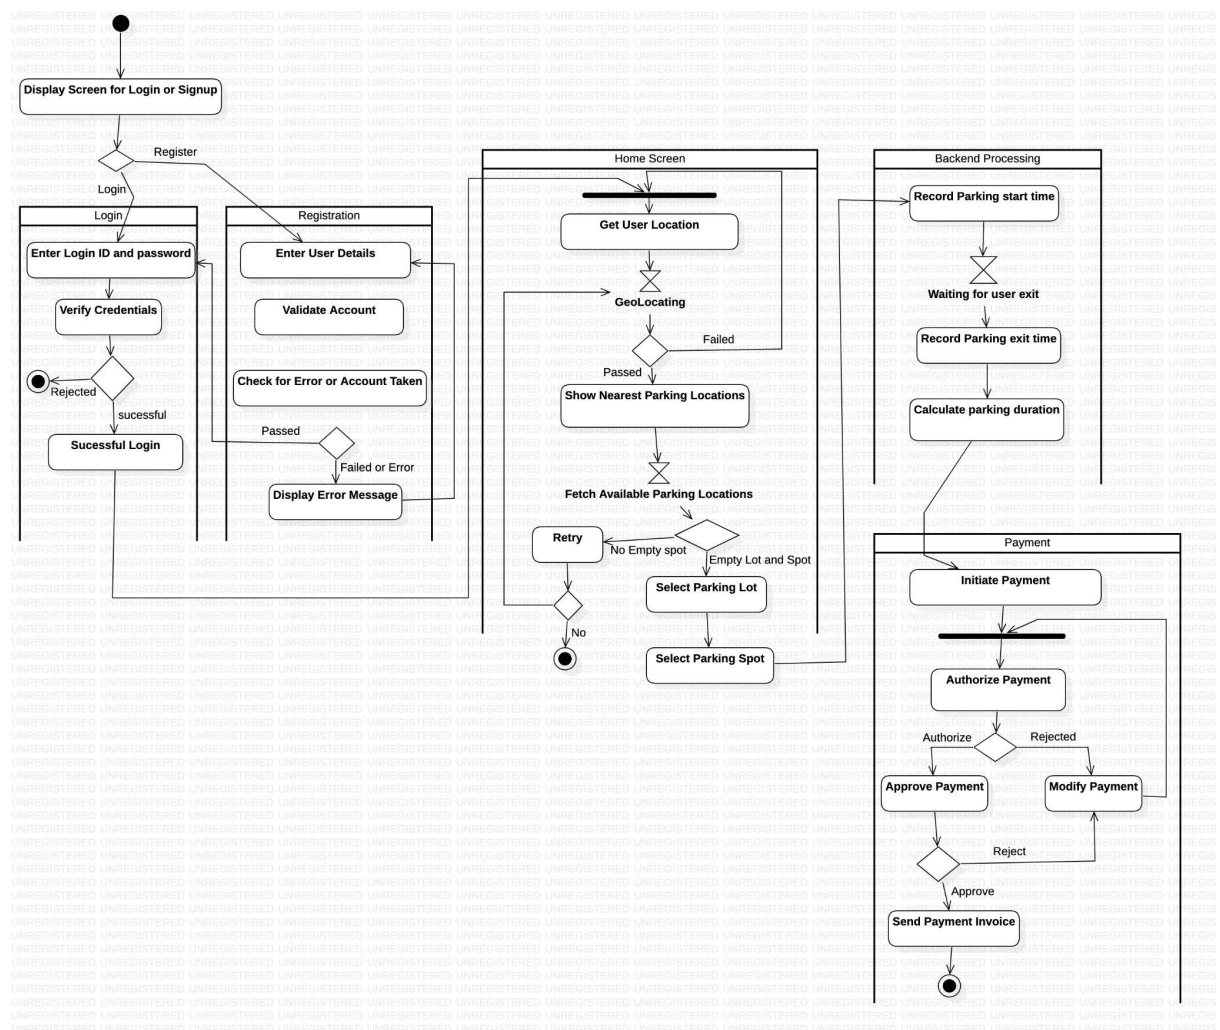 Display Screen for Login or Signup
Register
Login
Login
Enter Login ID and password
Verify Credentials
Rejected
sucessful
Sucessful Login
Registration
Enter User Details
Validate Account
Check for Error or Account Taken
Passed
Failed or Error
Display Error Message
Home Screen
Get User Location
GeoLocating
Failed
Passed
Show Nearest Parking Locations
Fetch Available Parking Locations
Retry
No Empty spot
Empty Lot and Spot
Select Parking Lot
No
Select Parking Spot
Backend Processing
Record Parking start time
Waiting for user exit
Record Parking exit time
Calculate parking duration
Payment
Initiate Payment
Authorize Payment
Authorize
Rejected
Approve Payment
Modify Payment
Reject
Approve
Send Payment Invoice
UNREGISTERED